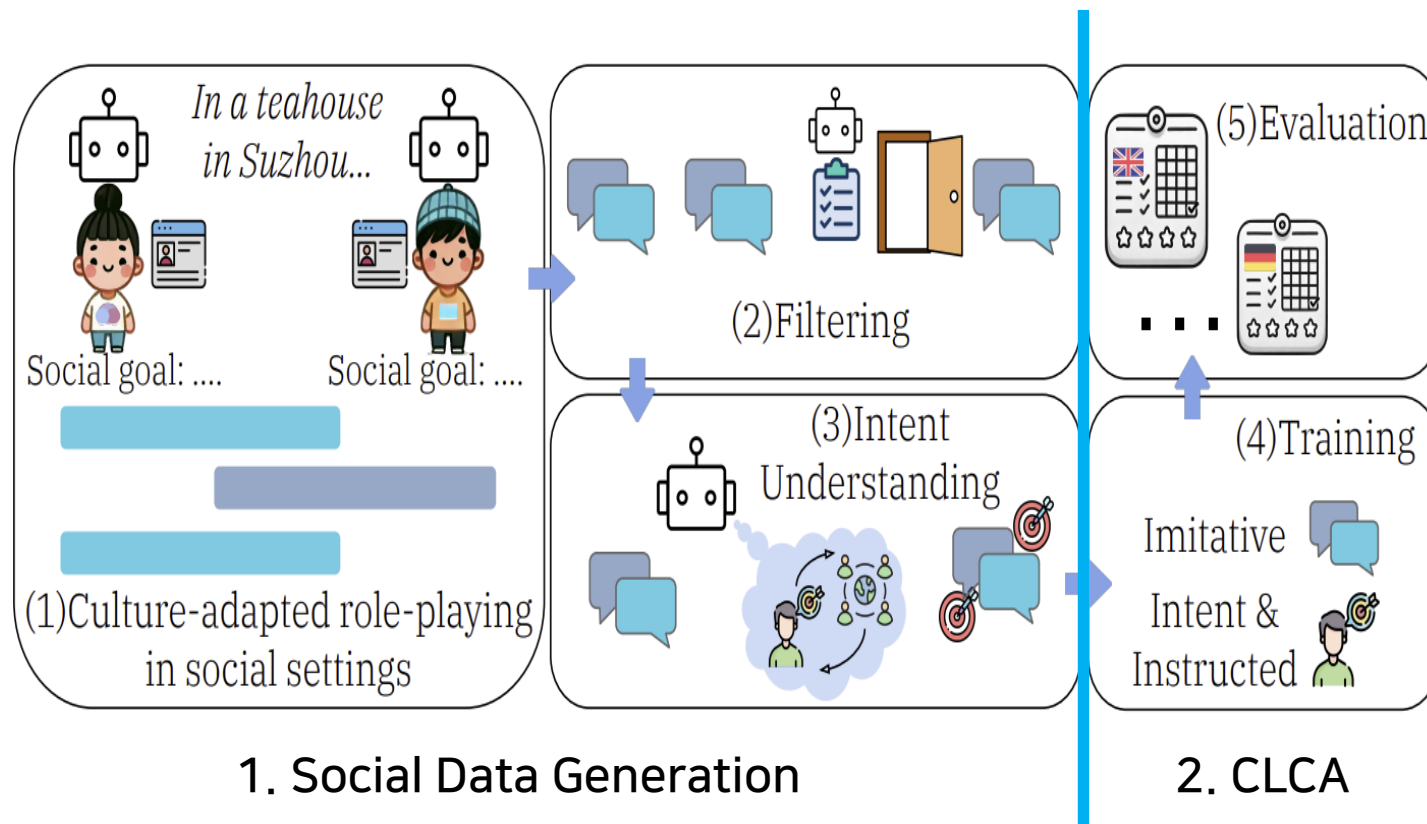 In a teahouse
in Suzhou...
Social goal: ....
Social goal: ....
(1)Culture-adapted role-playing
in social settings
(2)Filtering
(3)Intent
Understanding
(5)Evaluation
...
(4)Training
Imitative
Intent &
Instructed
1. Social Data Generation
2. CLCA